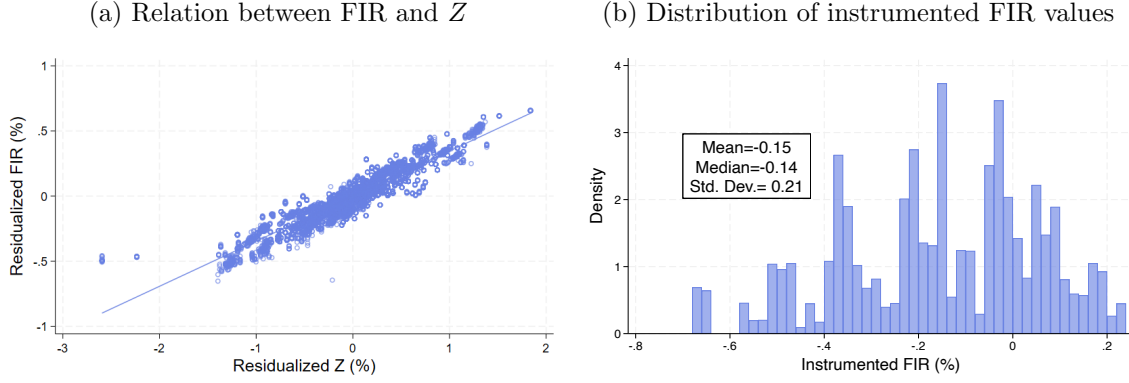 (a) Relation between FIR and Z
1
.5
0
-.5
-1
Residualized FIR (%)
-3
-2
-1
0
1
2
Residualized Z (%)
(b) Distribution of instrumented FIR values
4
3
2
1
0
Density
Mean=-0.15
Median=-0.14
Std. Dev.= 0.21
-.8
-.6
-.4
-.2
0
.2
Instrumented FIR (%)